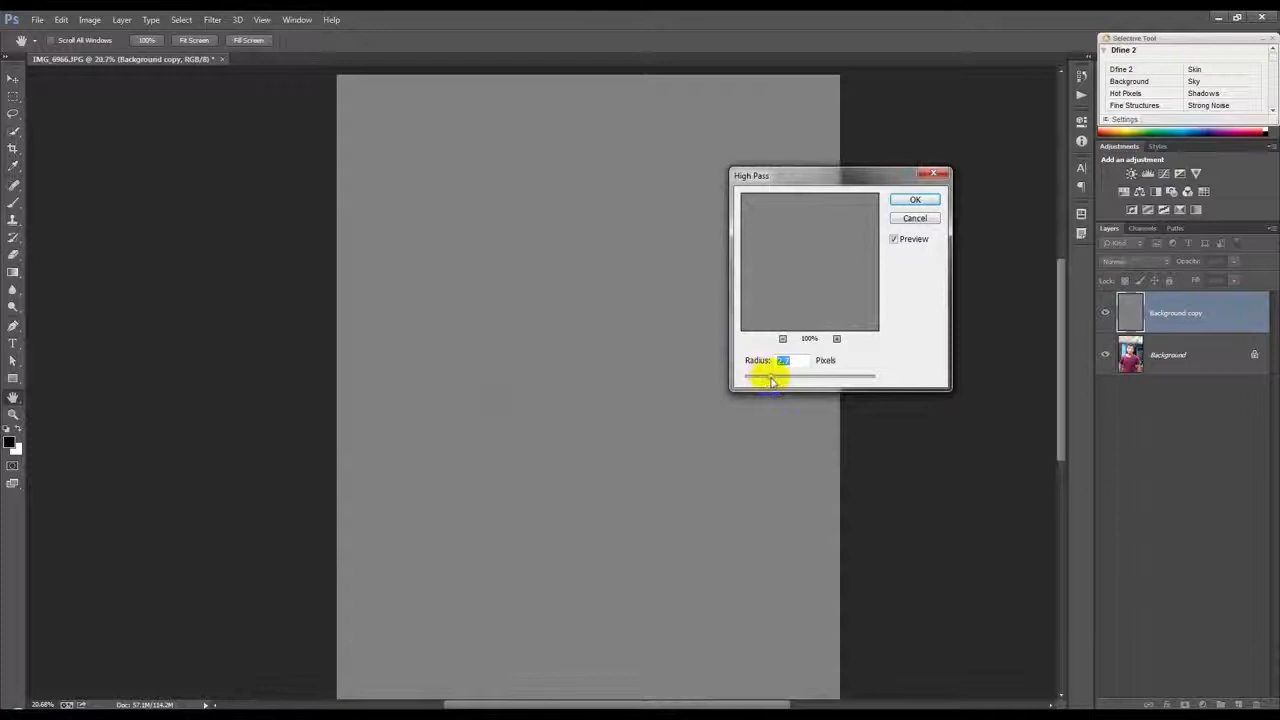 Ps File Edit Image Layer Type Select Filter 3D View Window Help
Scroll All Windows 100% Fit Screen Fill Screen
IMG_6966.JPG @ 20.7% (Background copy, RGB/8) *
Selective Tool
Dfine 2
Dfine 2 Skin
Background Sky
Hot Pixels Shadows
Fine Structures Strong Noise
Settings
Adjustments Styles
Add an adjustment
Layers Channels Paths
Kind
Normal Opacity:
Lock: Fill:
Background copy
Background
High Pass
OK
Cancel
Preview
100%
Radius: Pixels
20.68% Doc: 57.1M/114.2M